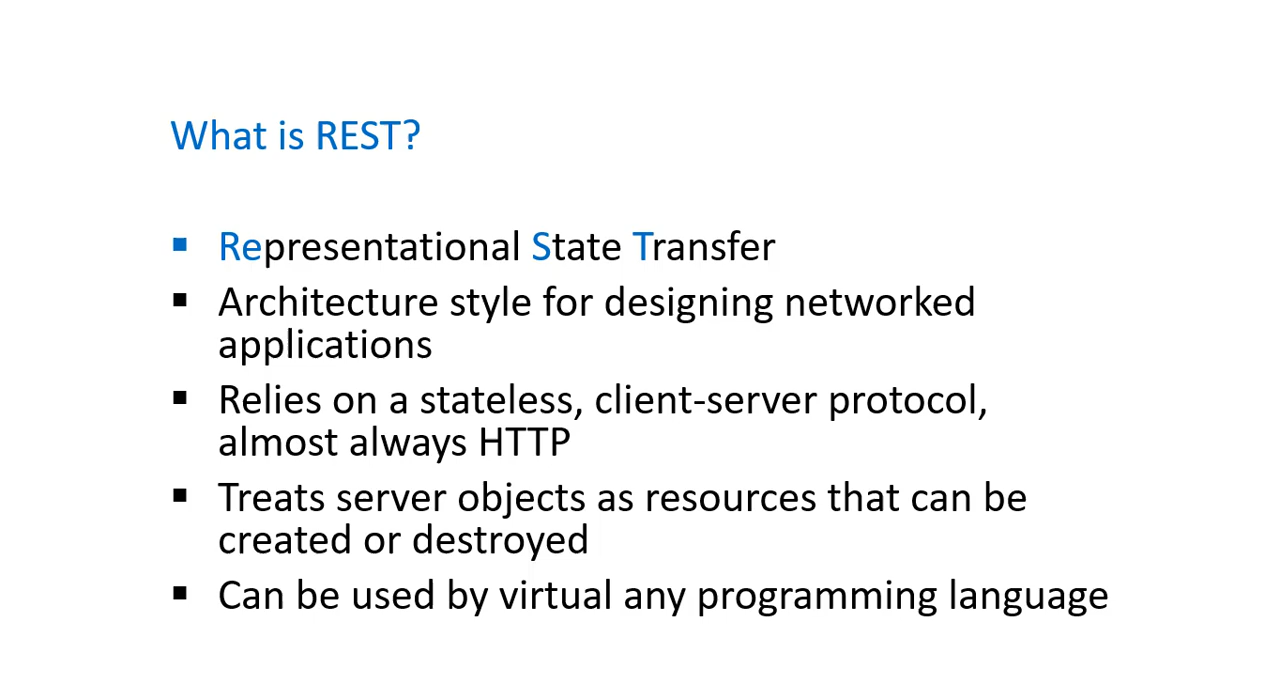 What is REST?
▪ Representational State Transfer
▪ Architecture style for designing networked
applications
▪ Relies on a stateless, client-server protocol,
almost always HTTP
▪ Treats server objects as resources that can be
created or destroyed
▪ Can be used by virtual any programming language